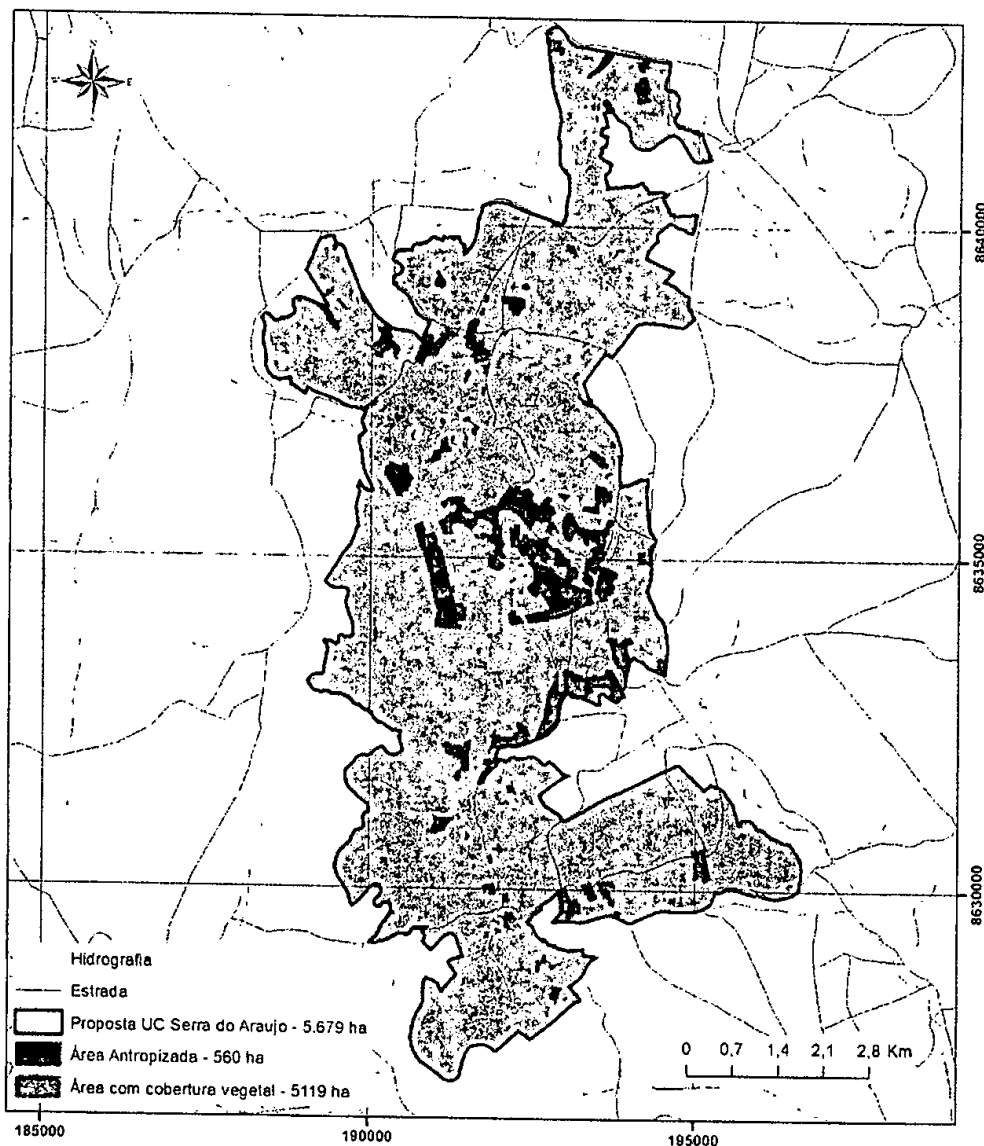 N
E
8640000
8635000
8630000
Hidrografia
Estrada
Proposta UC Serra do Araujo - 5.679 ha
Área Antropizada - 560 ha
Área com cobertura vegetal - 5119 ha
0 0,7 1,4 2,1 2,8 Km
185000 190000 195000